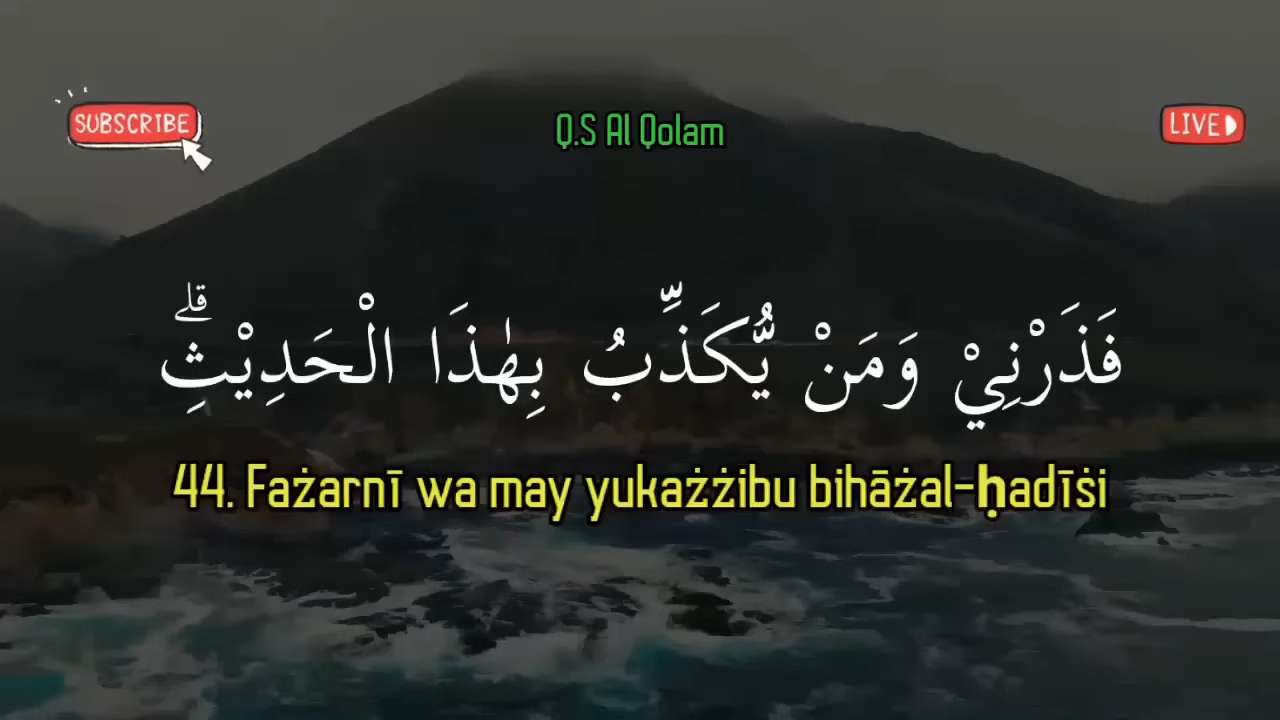 SUBSCRIBE
Q.S Al Qolam
LIVE
فَذَرْنِيْ وَمَنْ يُّكَذِّبُ بِهٰذَا الْحَدِيْثِۗ
44. Fażarnī wa may yukażżibu bihāżal-ḥadīṡi